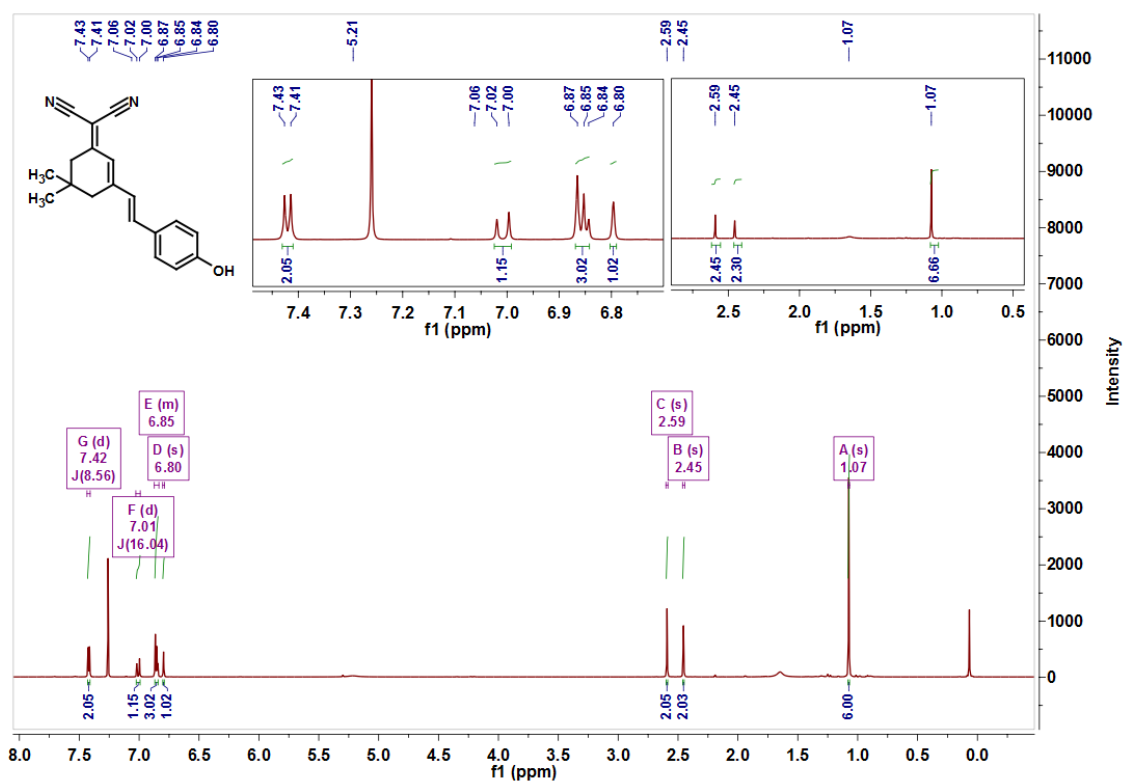 7.43
7.41
7.06
7.02
7.00
6.87
6.85
6.84
6.80
5.21
2.59
2.45
1.07
N
N
CH3
CH3
OH
7.43
7.41
7.06
7.02
7.00
6.87
6.85
6.84
6.80
2.05
1.15
3.02
1.02
7.4 7.3 7.2 7.1 7.0 6.9 6.8
f1 (ppm)
2.59
2.45
1.07
2.45
2.30
6.66
2.5 2.0 1.5 1.0 0.5
f1 (ppm)
11000
10000
9000
8000
7000
6000
5000
4000
3000
2000
1000
0
Intensity
E (m)
6.85
C (s)
2.59
G (d)
7.42
J(8.56)
D (s)
6.80
B (s)
2.45
A (s)
1.07
F (d)
7.01
J(16.04)
2.05
1.15
3.02
1.02
2.05
2.03
6.00
8.0 7.5 7.0 6.5 6.0 5.5 5.0 4.5 4.0 3.5 3.0 2.5 2.0 1.5 1.0 0.5 0.0
f1 (ppm)